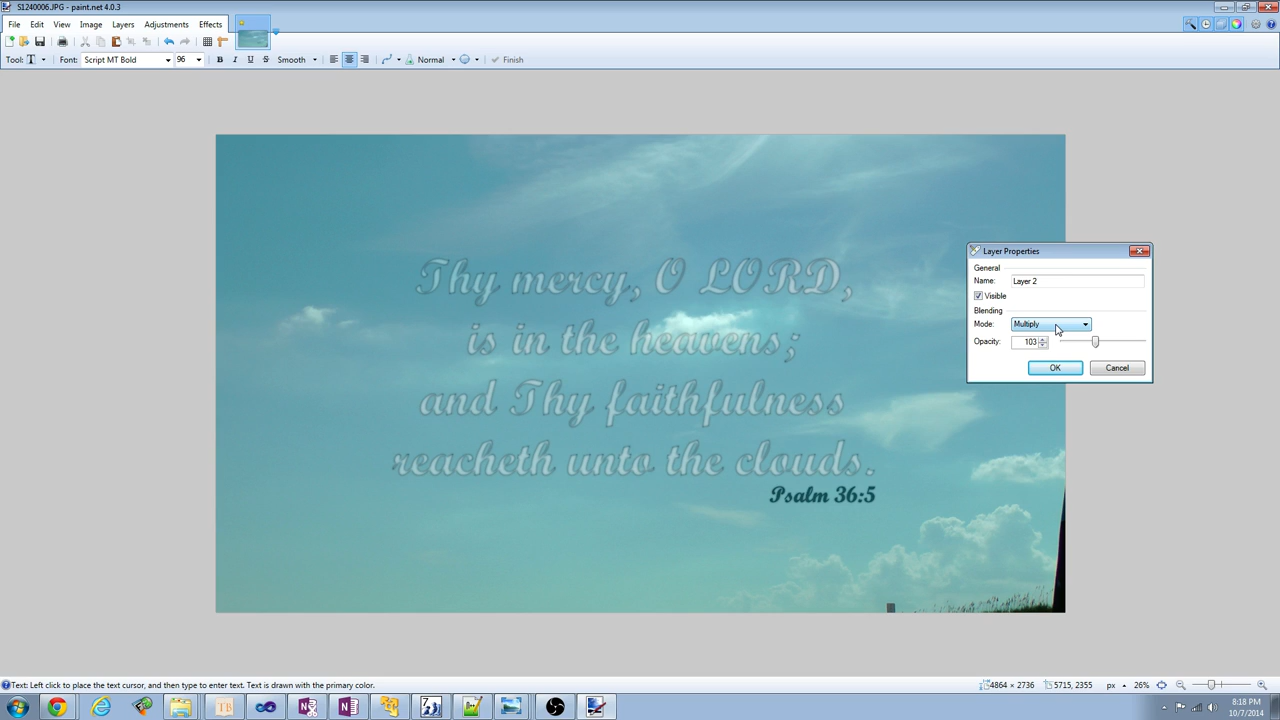 S1240006.JPG - paint.net 4.0.3
File Edit View Image Layers Adjustments Effects
Tool: T Font: Script MT Bold 96 B I U S Smooth Normal Finish
Thy mercy, O LORD,
is in the heavens;
and Thy faithfulness
reacheth unto the clouds.
Psalm 36:5
Layer Properties
General
Name: Layer 2
Visible
Blending
Mode: Multiply
Opacity: 103
OK Cancel
Text: Left click to place the text cursor, and then type to enter text. Text is drawn with the primary color. 4864 × 2736 5715, 2355 px 26%
TB
8:18 PM
10/7/2014